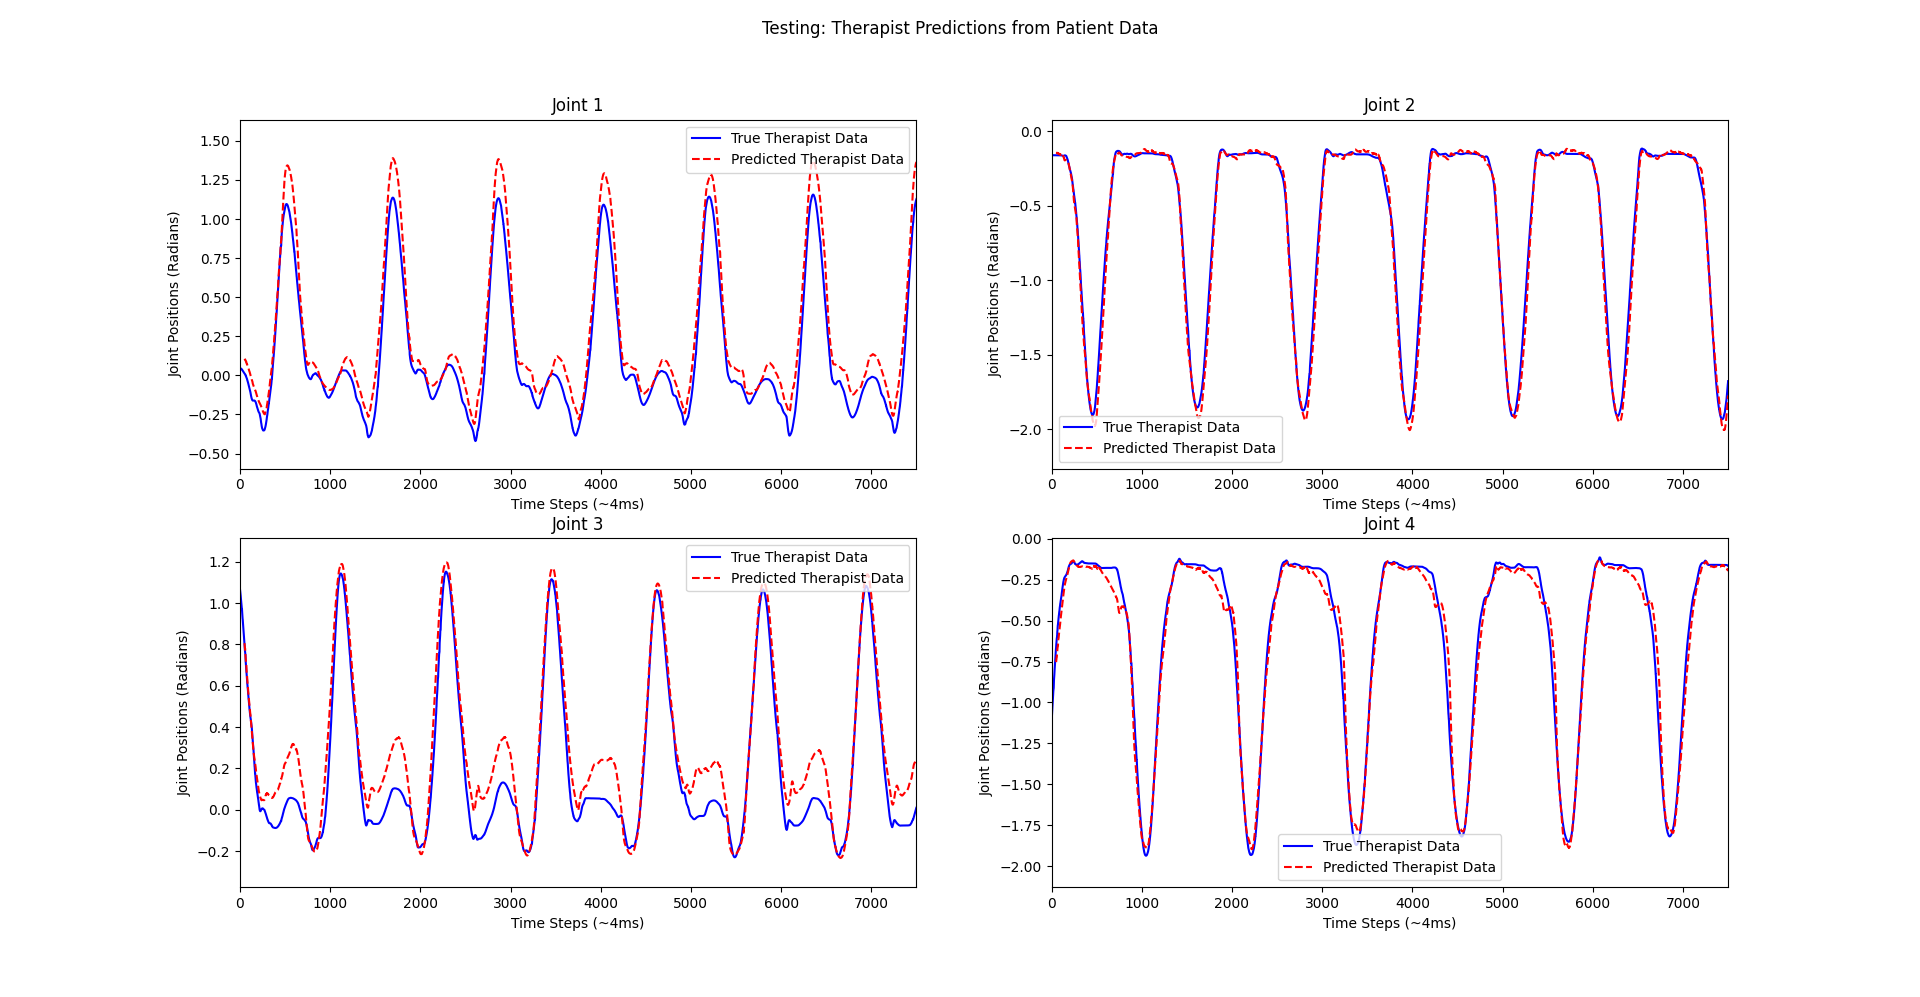 Testing: Therapist Predictions from Patient Data
Joint 1
Joint Positions (Radians)
1.50
1.25
1.00
0.75
0.50
0.25
0.00
−0.25
−0.50
True Therapist Data
Predicted Therapist Data
0 1000 2000 3000 4000 5000 6000 7000
Time Steps (~4ms)
Joint 2
Joint Positions (Radians)
0.0
−0.5
−1.0
−1.5
−2.0
True Therapist Data
Predicted Therapist Data
0 1000 2000 3000 4000 5000 6000 7000
Time Steps (~4ms)
Joint 3
Joint Positions (Radians)
1.2
1.0
0.8
0.6
0.4
0.2
0.0
−0.2
True Therapist Data
Predicted Therapist Data
0 1000 2000 3000 4000 5000 6000 7000
Time Steps (~4ms)
Joint 4
Joint Positions (Radians)
0.00
−0.25
−0.50
−0.75
−1.00
−1.25
−1.50
−1.75
−2.00
True Therapist Data
Predicted Therapist Data
0 1000 2000 3000 4000 5000 6000 7000
Time Steps (~4ms)